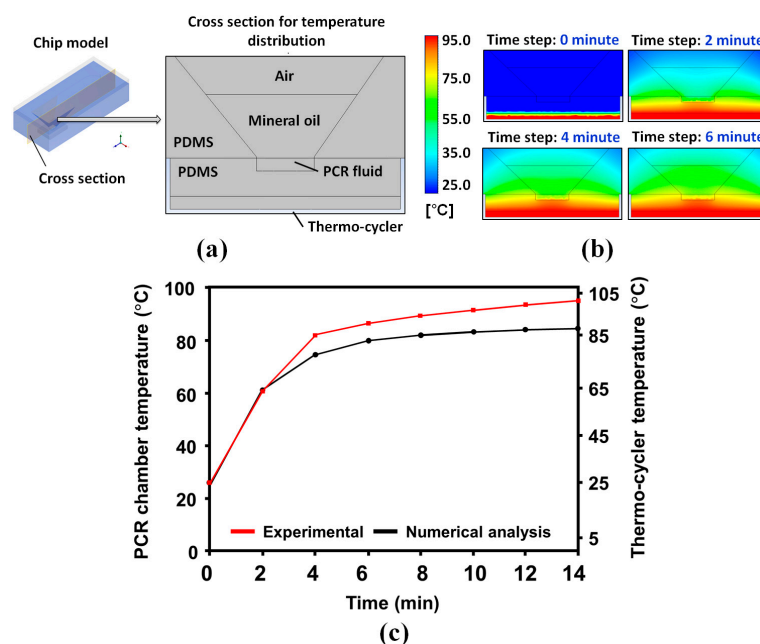 Cross section for temperature
distribution
Chip model
Air
Mineral oil
PDMS
PDMS
PCR fluid
Cross section
Thermo-cycler
(a)
95.0
75.0
55.0
35.0
25.0
[°C]
Time step: 0 minute
Time step: 2 minute
Time step: 4 minute
Time step: 6 minute
(b)
PCR chamber temperature (°C)
100
80
60
40
20
0
Thermo-cycler temperature (°C)
105
85
65
45
25
5
Experimental
Numerical analysis
0 2 4 6 8 10 12 14
Time (min)
(c)